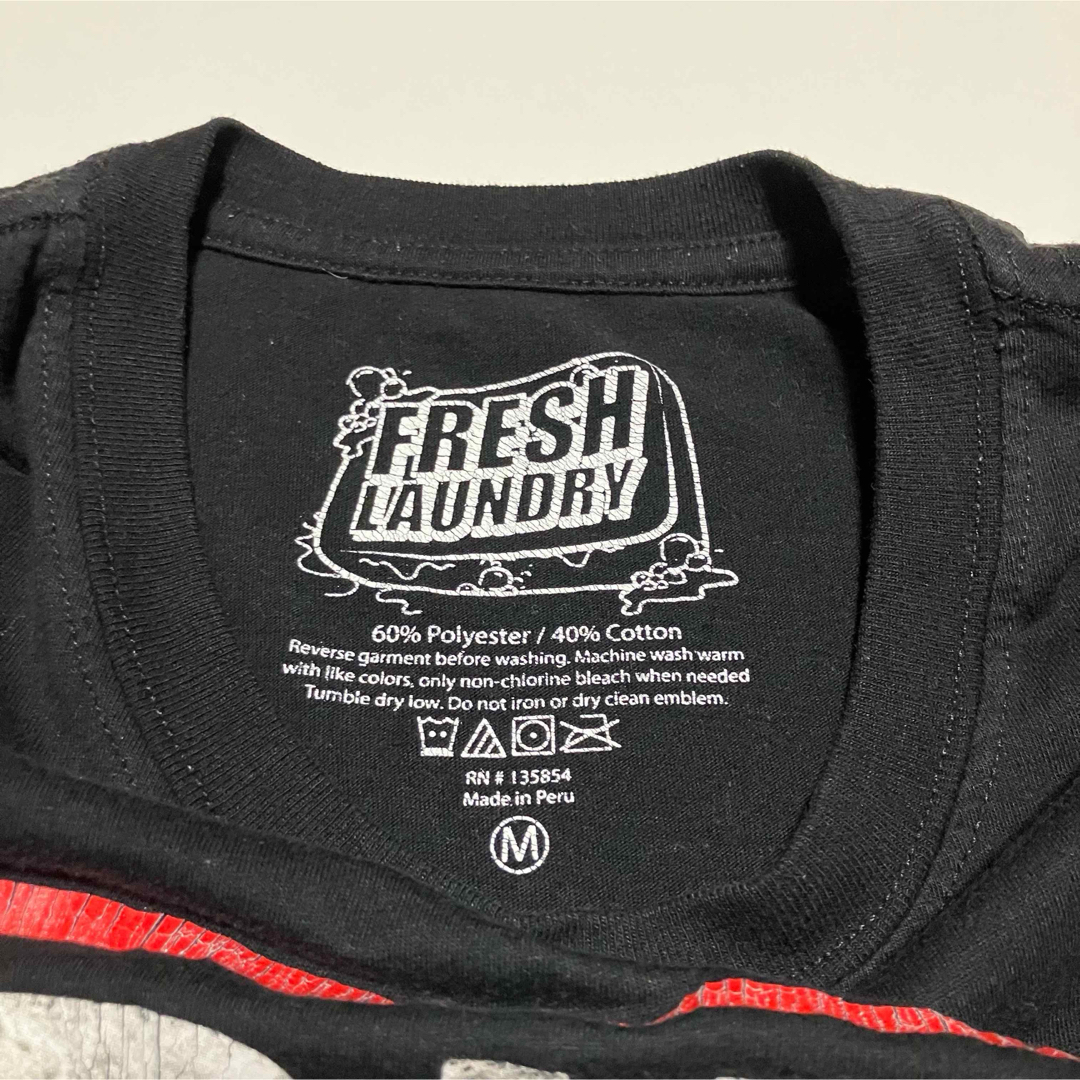 FRESH
LAUNDRY
60% Polyester / 40% Cotton
Reverse garment before washing. Machine wash warm
with like colors, only non-chlorine bleach when needed
Tumble dry low. Do not iron or dry clean emblem.
RN # 135854
Made in Peru
M